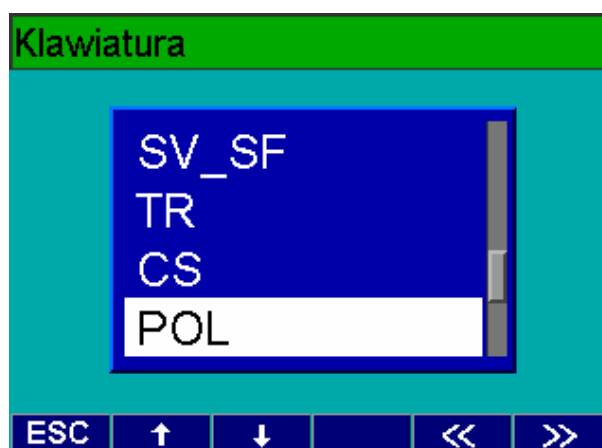 Klawiatura
SV_SF
TR
CS
POL
ESC ↑ ↓ << >>